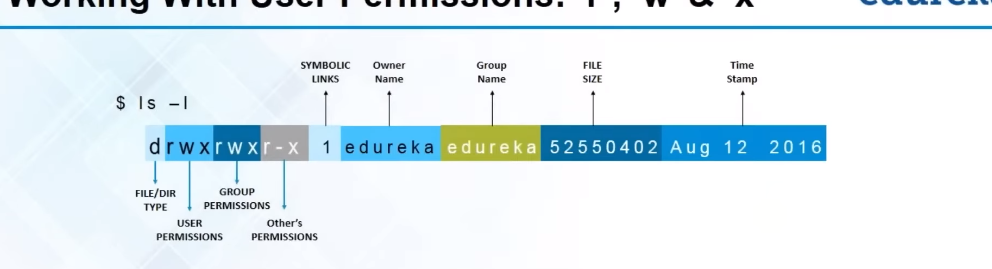 Working With User Permissions: 'r', 'w' & 'x'
edureka
SYMBOLIC LINKS
Owner Name
Group Name
FILE SIZE
Time Stamp
$ ls –l
drwxrwxr-x 1 edureka edureka 52550402 Aug 12 2016
FILE/DIR TYPE
GROUP PERMISSIONS
USER PERMISSIONS
Other's PERMISSIONS